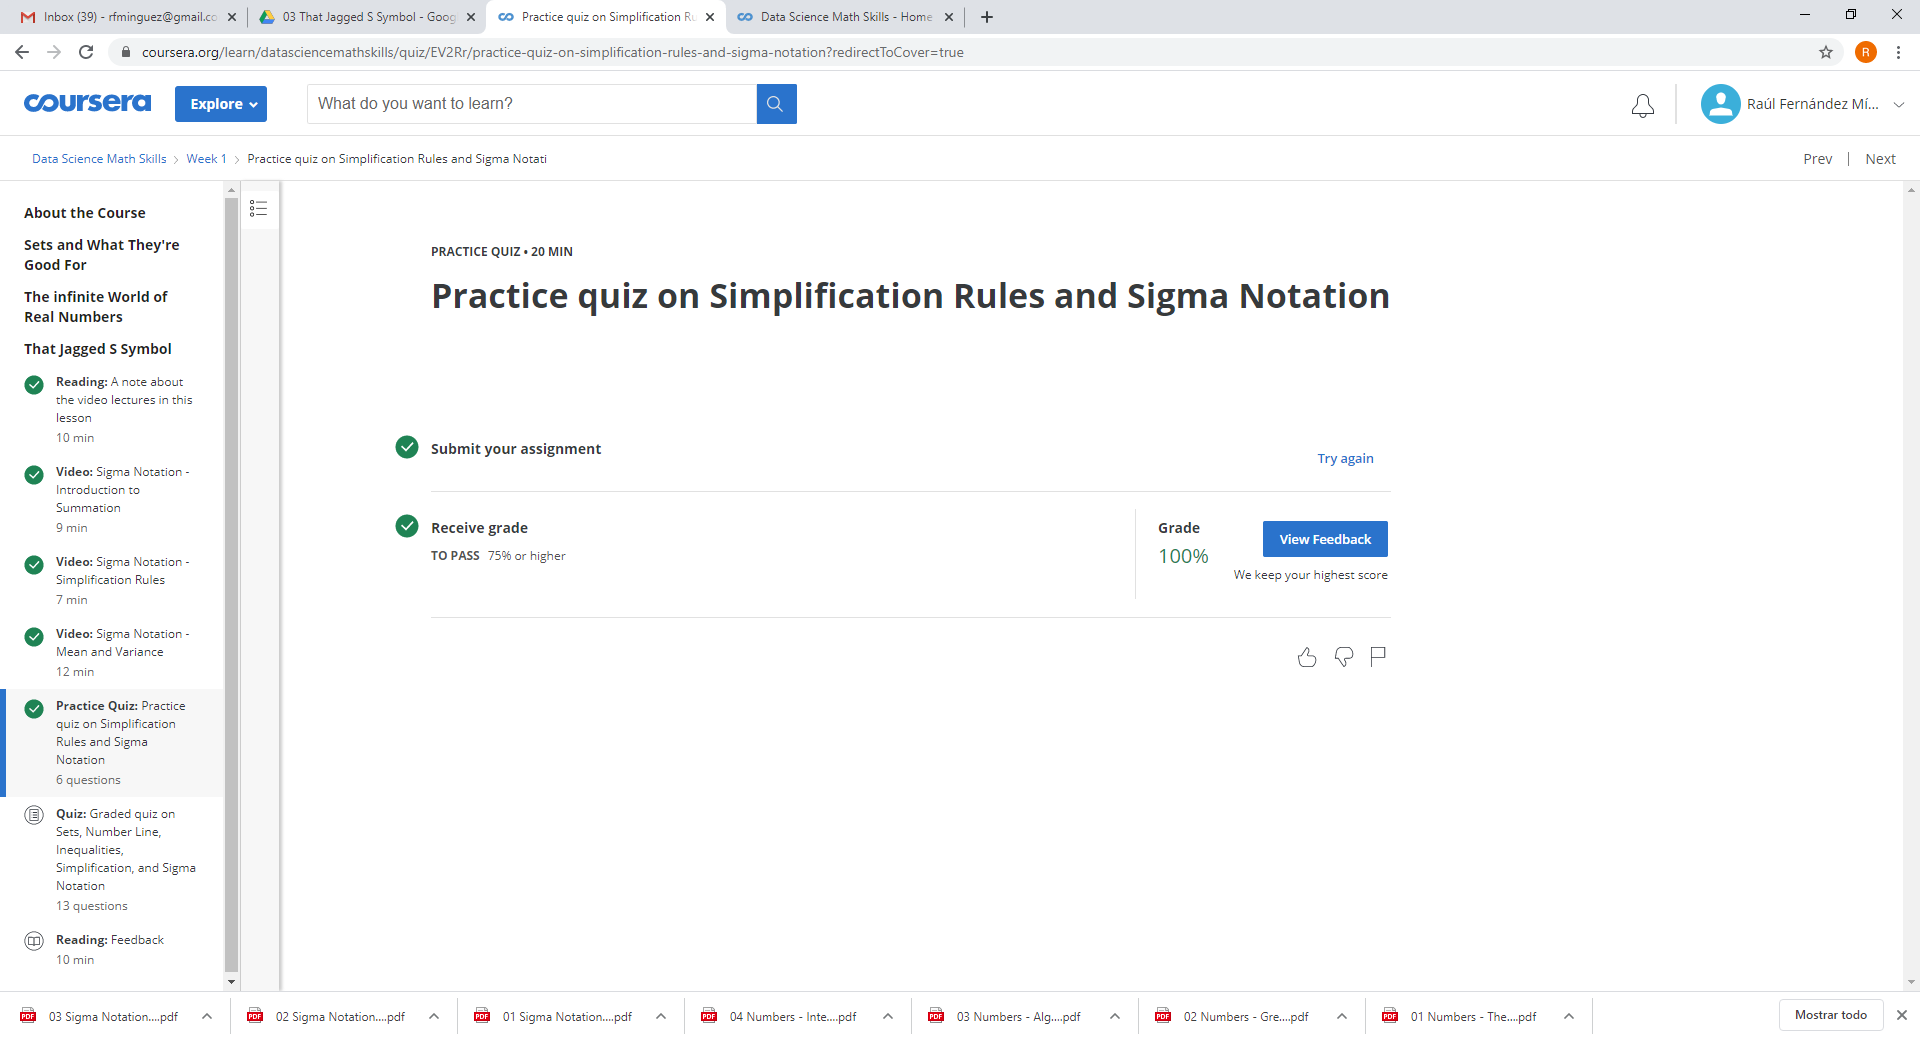 Inbox (39) - rfminguez@gmail.co
03 That Jagged S Symbol - Goog
Practice quiz on Simplification Ru
Data Science Math Skills - Home
coursera.org/learn/datasciencemathskills/quiz/EV2Rr/practice-quiz-on-simplification-rules-and-sigma-notation?redirectToCover=true
R
coursera
Explore
What do you want to learn?
Raúl Fernández Mí...
Data Science Math Skills
Week 1
Practice quiz on Simplification Rules and Sigma Notati
Prev
Next
About the Course
Sets and What They're
Good For
The infinite World of
Real Numbers
That Jagged S Symbol
Reading: A note about
the video lectures in this
lesson
10 min
Video: Sigma Notation -
Introduction to
Summation
9 min
Video: Sigma Notation -
Simplification Rules
7 min
Video: Sigma Notation -
Mean and Variance
12 min
Practice Quiz: Practice
quiz on Simplification
Rules and Sigma
Notation
6 questions
Quiz: Graded quiz on
Sets, Number Line,
Inequalities,
Simplification, and Sigma
Notation
13 questions
Reading: Feedback
10 min
PRACTICE QUIZ • 20 MIN
Practice quiz on Simplification Rules and Sigma Notation
Submit your assignment
Try again
Receive grade
TO PASS 75% or higher
Grade
100%
View Feedback
We keep your highest score
03 Sigma Notation....pdf
02 Sigma Notation....pdf
01 Sigma Notation....pdf
04 Numbers - Inte....pdf
03 Numbers - Alg....pdf
02 Numbers - Gre....pdf
01 Numbers - The....pdf
Mostrar todo